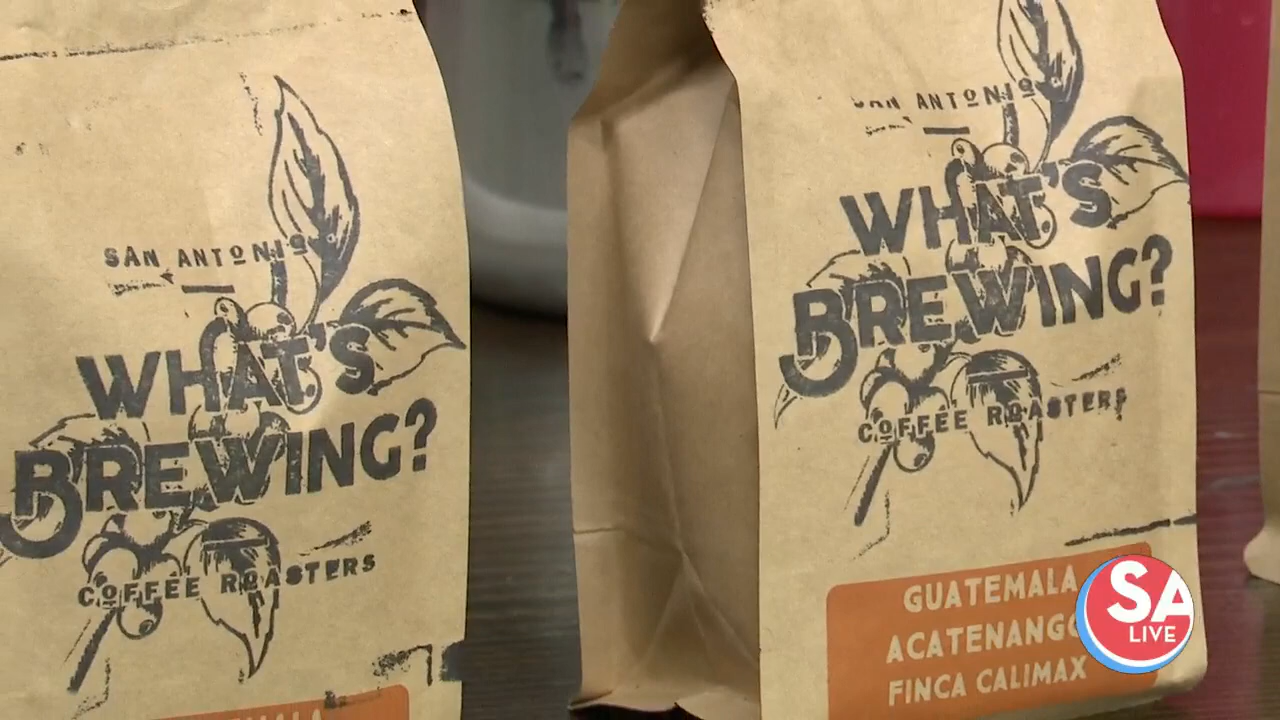 SAN ANTONIO
WHAT'S
BREWING?
COFFEE ROASTERS
SAN ANTONIO
WHAT'S
BREWING?
COFFEE ROASTERS
GUATEMALA
ACATENANGO
FINCA CALIMAX
SA
LIVE